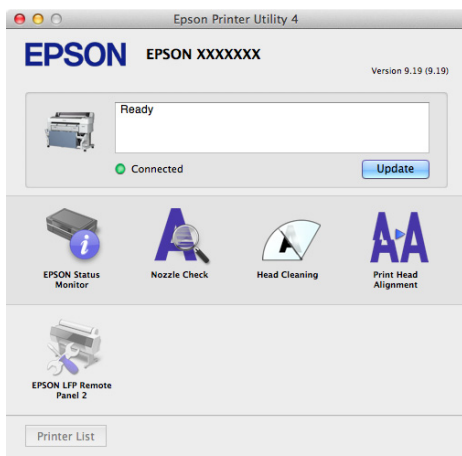 Epson Printer Utility 4
EPSON EPSON XXXXXXX
Version 9.19 (9.19)
Ready
Connected
Update
EPSON Status
Monitor
Nozzle Check
Head Cleaning
Print Head
Alignment
EPSON LFP Remote
Panel 2
Printer List